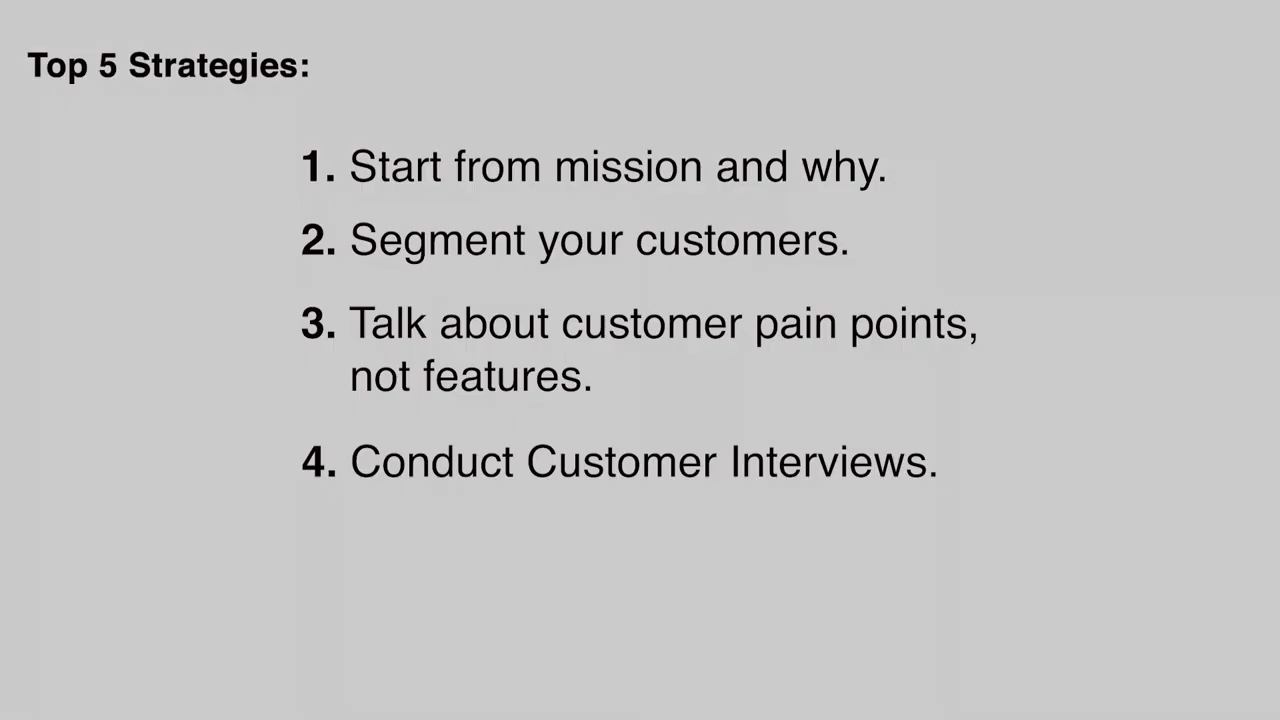 Top 5 Strategies:
1. Start from mission and why.
2. Segment your customers.
3. Talk about customer pain points,
not features.
4. Conduct Customer Interviews.